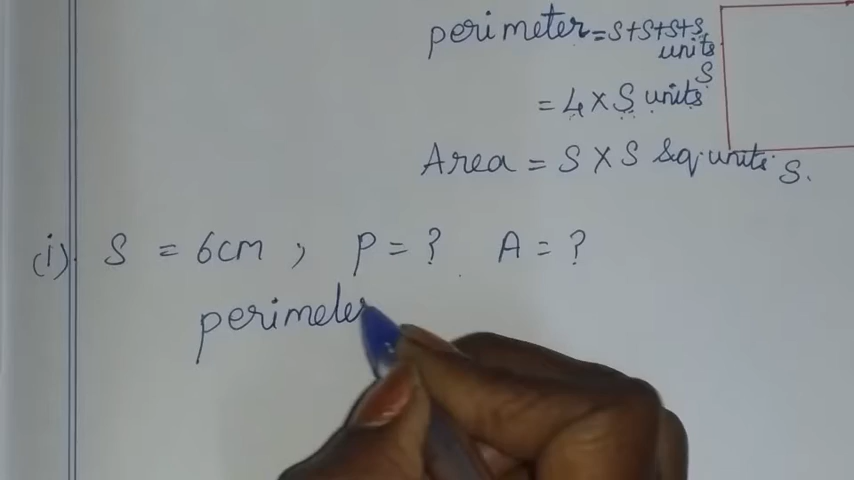 perimeter = S+S+S+S
units
S
= 4 × S units
Area = S × S Sq. units.
S.
(i) S = 6cm, P = ? A = ?
perimeter